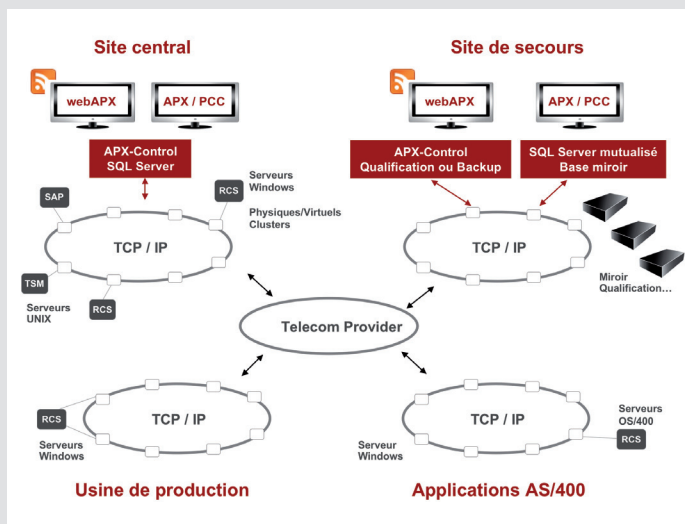 Site central
Site de secours
webAPX
APX / PCC
webAPX
APX / PCC
APX-Control
SQL Server
APX-Control
Qualification ou Backup
SQL Server mutualisé
Base miroir
Serveurs
Windows
SAP
RCS
Physiques/Virtuels
Clusters
TCP / IP
TCP / IP
TSM
Serveurs
UNIX
RCS
Miroir
Qualification...
Telecom Provider
TCP / IP
RCS
Serveurs
Windows
TCP / IP
Serveur
Windows
Serveurs
OS/400
RCS
Usine de production
Applications AS/400